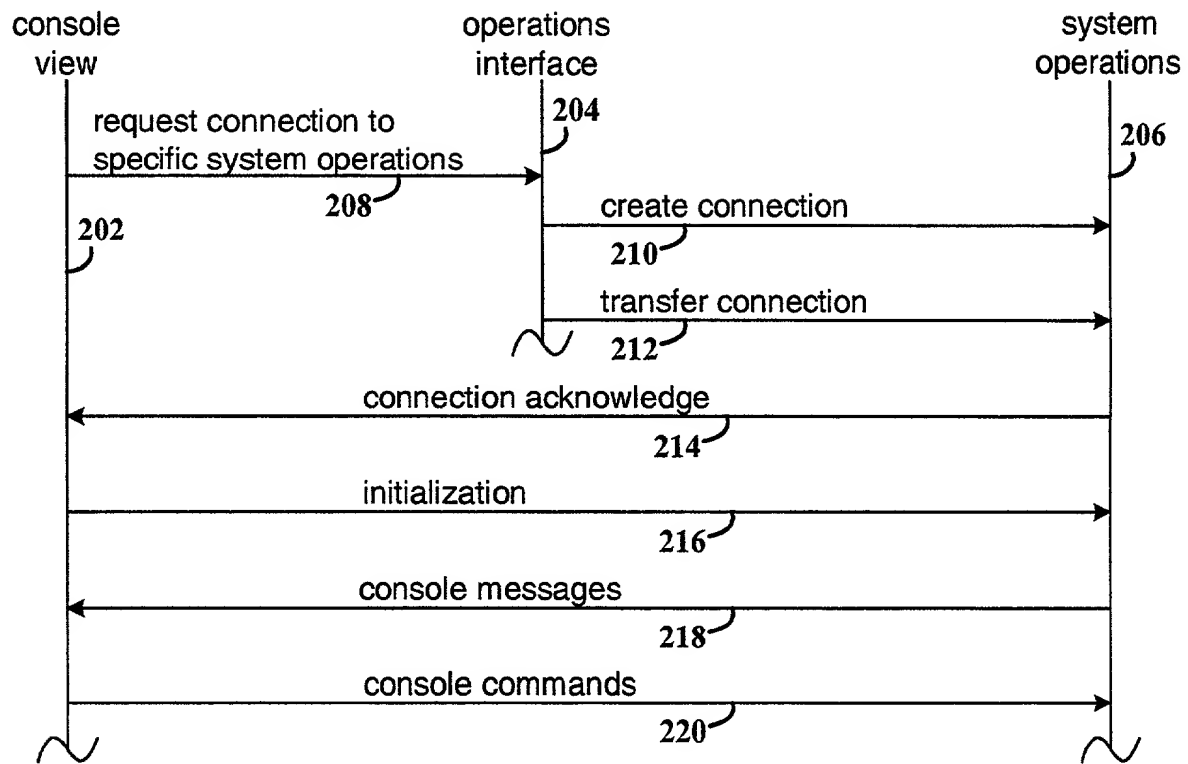 console
view
operations
interface
system
operations
204
206
request connection to
specific system operations
208
create connection
202
210
transfer connection
212
connection acknowledge
214
initialization
216
console messages
218
console commands
220